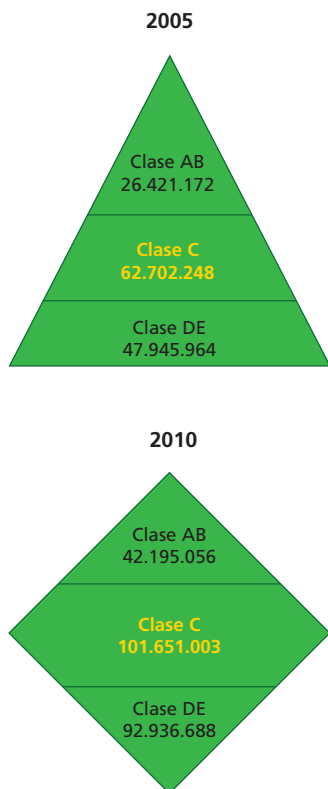 2005
Clase AB
26.421.172
Clase C
62.702.248
Clase DE
47.945.964
2010
Clase AB
42.195.056
Clase C
101.651.003
Clase DE
92.936.688